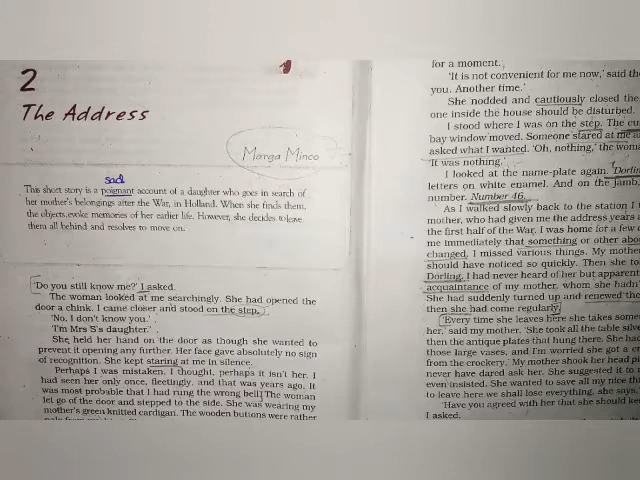 2
The Address
Marga Minco
sad
This short story is a poignant account of a daughter who goes in search of
her mother's belongings after the War, in Holland. When she finds them,
the objects evoke memories of her earlier life. However, she decides to leave
them all behind and resolves to move on.
'Do you still know me?' I asked.
The woman looked at me searchingly. She had opened the
door a chink. I came closer and stood on the step.
'No, I don't know you.'
'I'm Mrs S's daughter.'
She held her hand on the door as though she wanted to
prevent it opening any further. Her face gave absolutely no sign
of recognition. She kept staring at me in silence.
Perhaps I was mistaken, I thought, perhaps it isn't her. I
had seen her only once, fleetingly, and that was years ago. It
was most probable that I had rung the wrong bell. The woman
let go of the door and stepped to the side. She was wearing my
mother's green knitted cardigan. The wooden buttons were rather
for a moment.
'It is not convenient for me now,' said the
you. Another time.'
She nodded and cautiously closed the
one inside the house should be disturbed.
I stood where I was on the step. The
bay window moved. Someone stared at me
asked what I wanted. 'Oh, nothing,' the
'It was nothing.'
I looked at the name-plate again.
letters on white enamel. And on the jamb,
number. Number 46.
As I walked slowly back to the station I
mother, who had given me the address years
the first half of the War. I was home for a few
me immediately that something or other
changed. I missed various things. My
should have noticed so quickly. Then she
Dorling. I had never heard of her but
acquaintance of my mother, whom she
She had suddenly turned up and renewed
then she had come regularly.
'Every time she leaves here she takes
her,' said my mother. 'She took all the table
then the antique plates that hung there. She
those large vases, and I'm worried she got a
from the crockery.' My mother shook her head
never have dared ask her. She suggested it to
even insisted. She wanted to save all my nice
to leave here we shall lose everything, she says.'
'Have you agreed with her that she should
I asked.